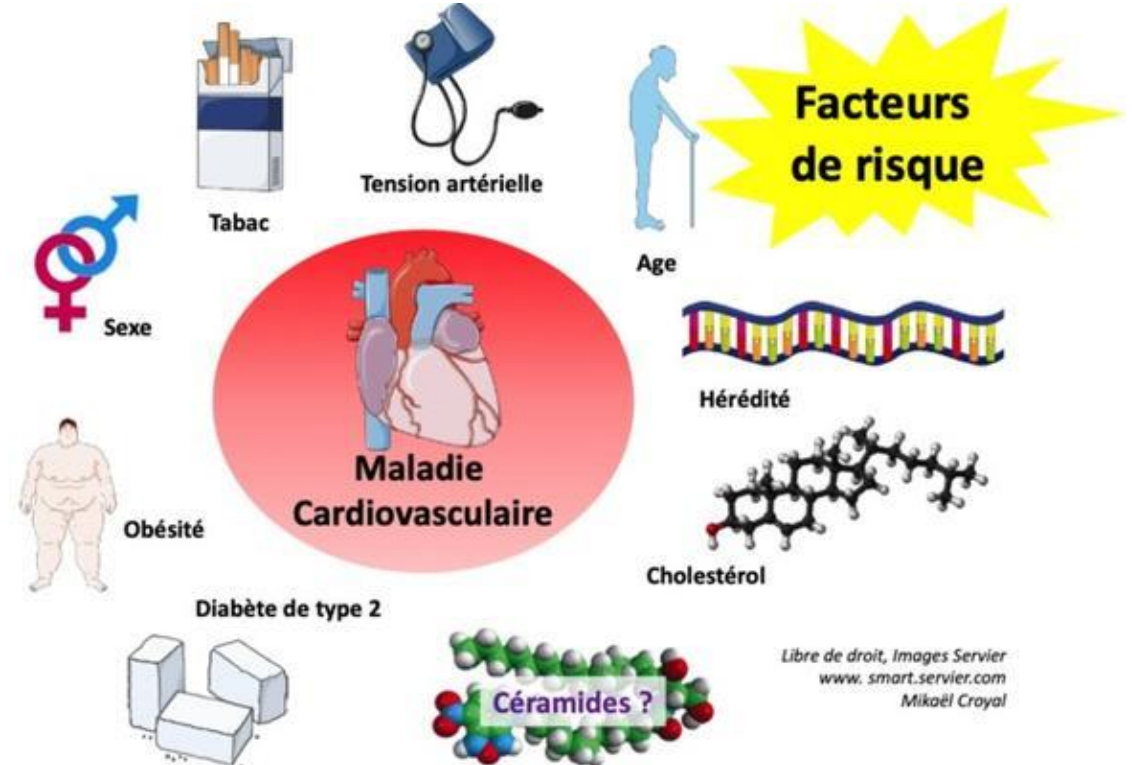 Facteurs
de risque
Tension artérielle
Tabac
Age
Sexe
Hérédité
Maladie
Cardiovasculaire
Obésité
Cholestérol
Diabète de type 2
Céramides ?
Libre de droit, Images Servier
www. smart.servier.com
Mikaël Croyal